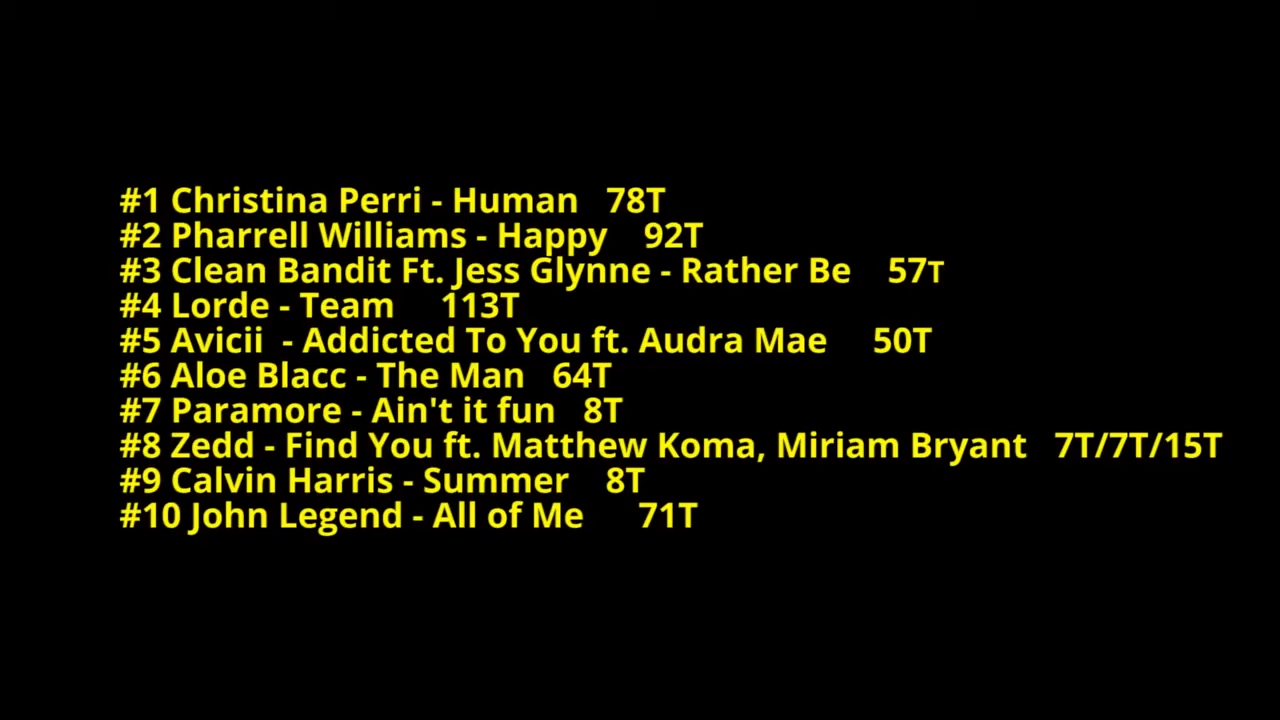 #1 Christina Perri - Human   78T
#2 Pharrell Williams - Happy    92T
#3 Clean Bandit Ft. Jess Glynne - Rather Be    57T
#4 Lorde - Team     113T
#5 Avicii  - Addicted To You ft. Audra Mae     50T
#6 Aloe Blacc - The Man   64T
#7 Paramore - Ain't it fun   8T
#8 Zedd - Find You ft. Matthew Koma, Miriam Bryant   7T/7T/15T
#9 Calvin Harris - Summer    8T
#10 John Legend - All of Me      71T